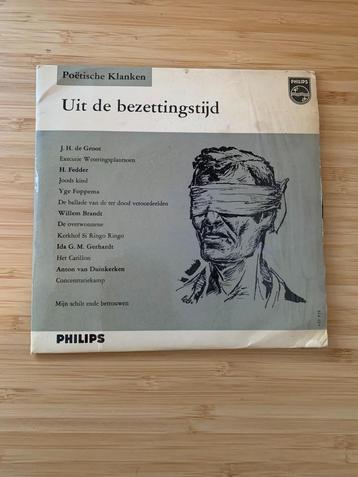 Poëtische Klanken
PHILIPS
Uit de bezettingstijd
J. H. de Groot
Executie Weteringsplantsoen
H. Fedder
Joods kind
Yge Foppema
De ballade van de ter dood veroordeelden
Willem Brandt
De overwonnene
Kerkhof Si Ringo Ringo
Ida G. M. Gerhardt
Het Carillon
Anton van Duinkerken
Concentratiekamp
Mijn schilt ende betrouwen
PHILIPS